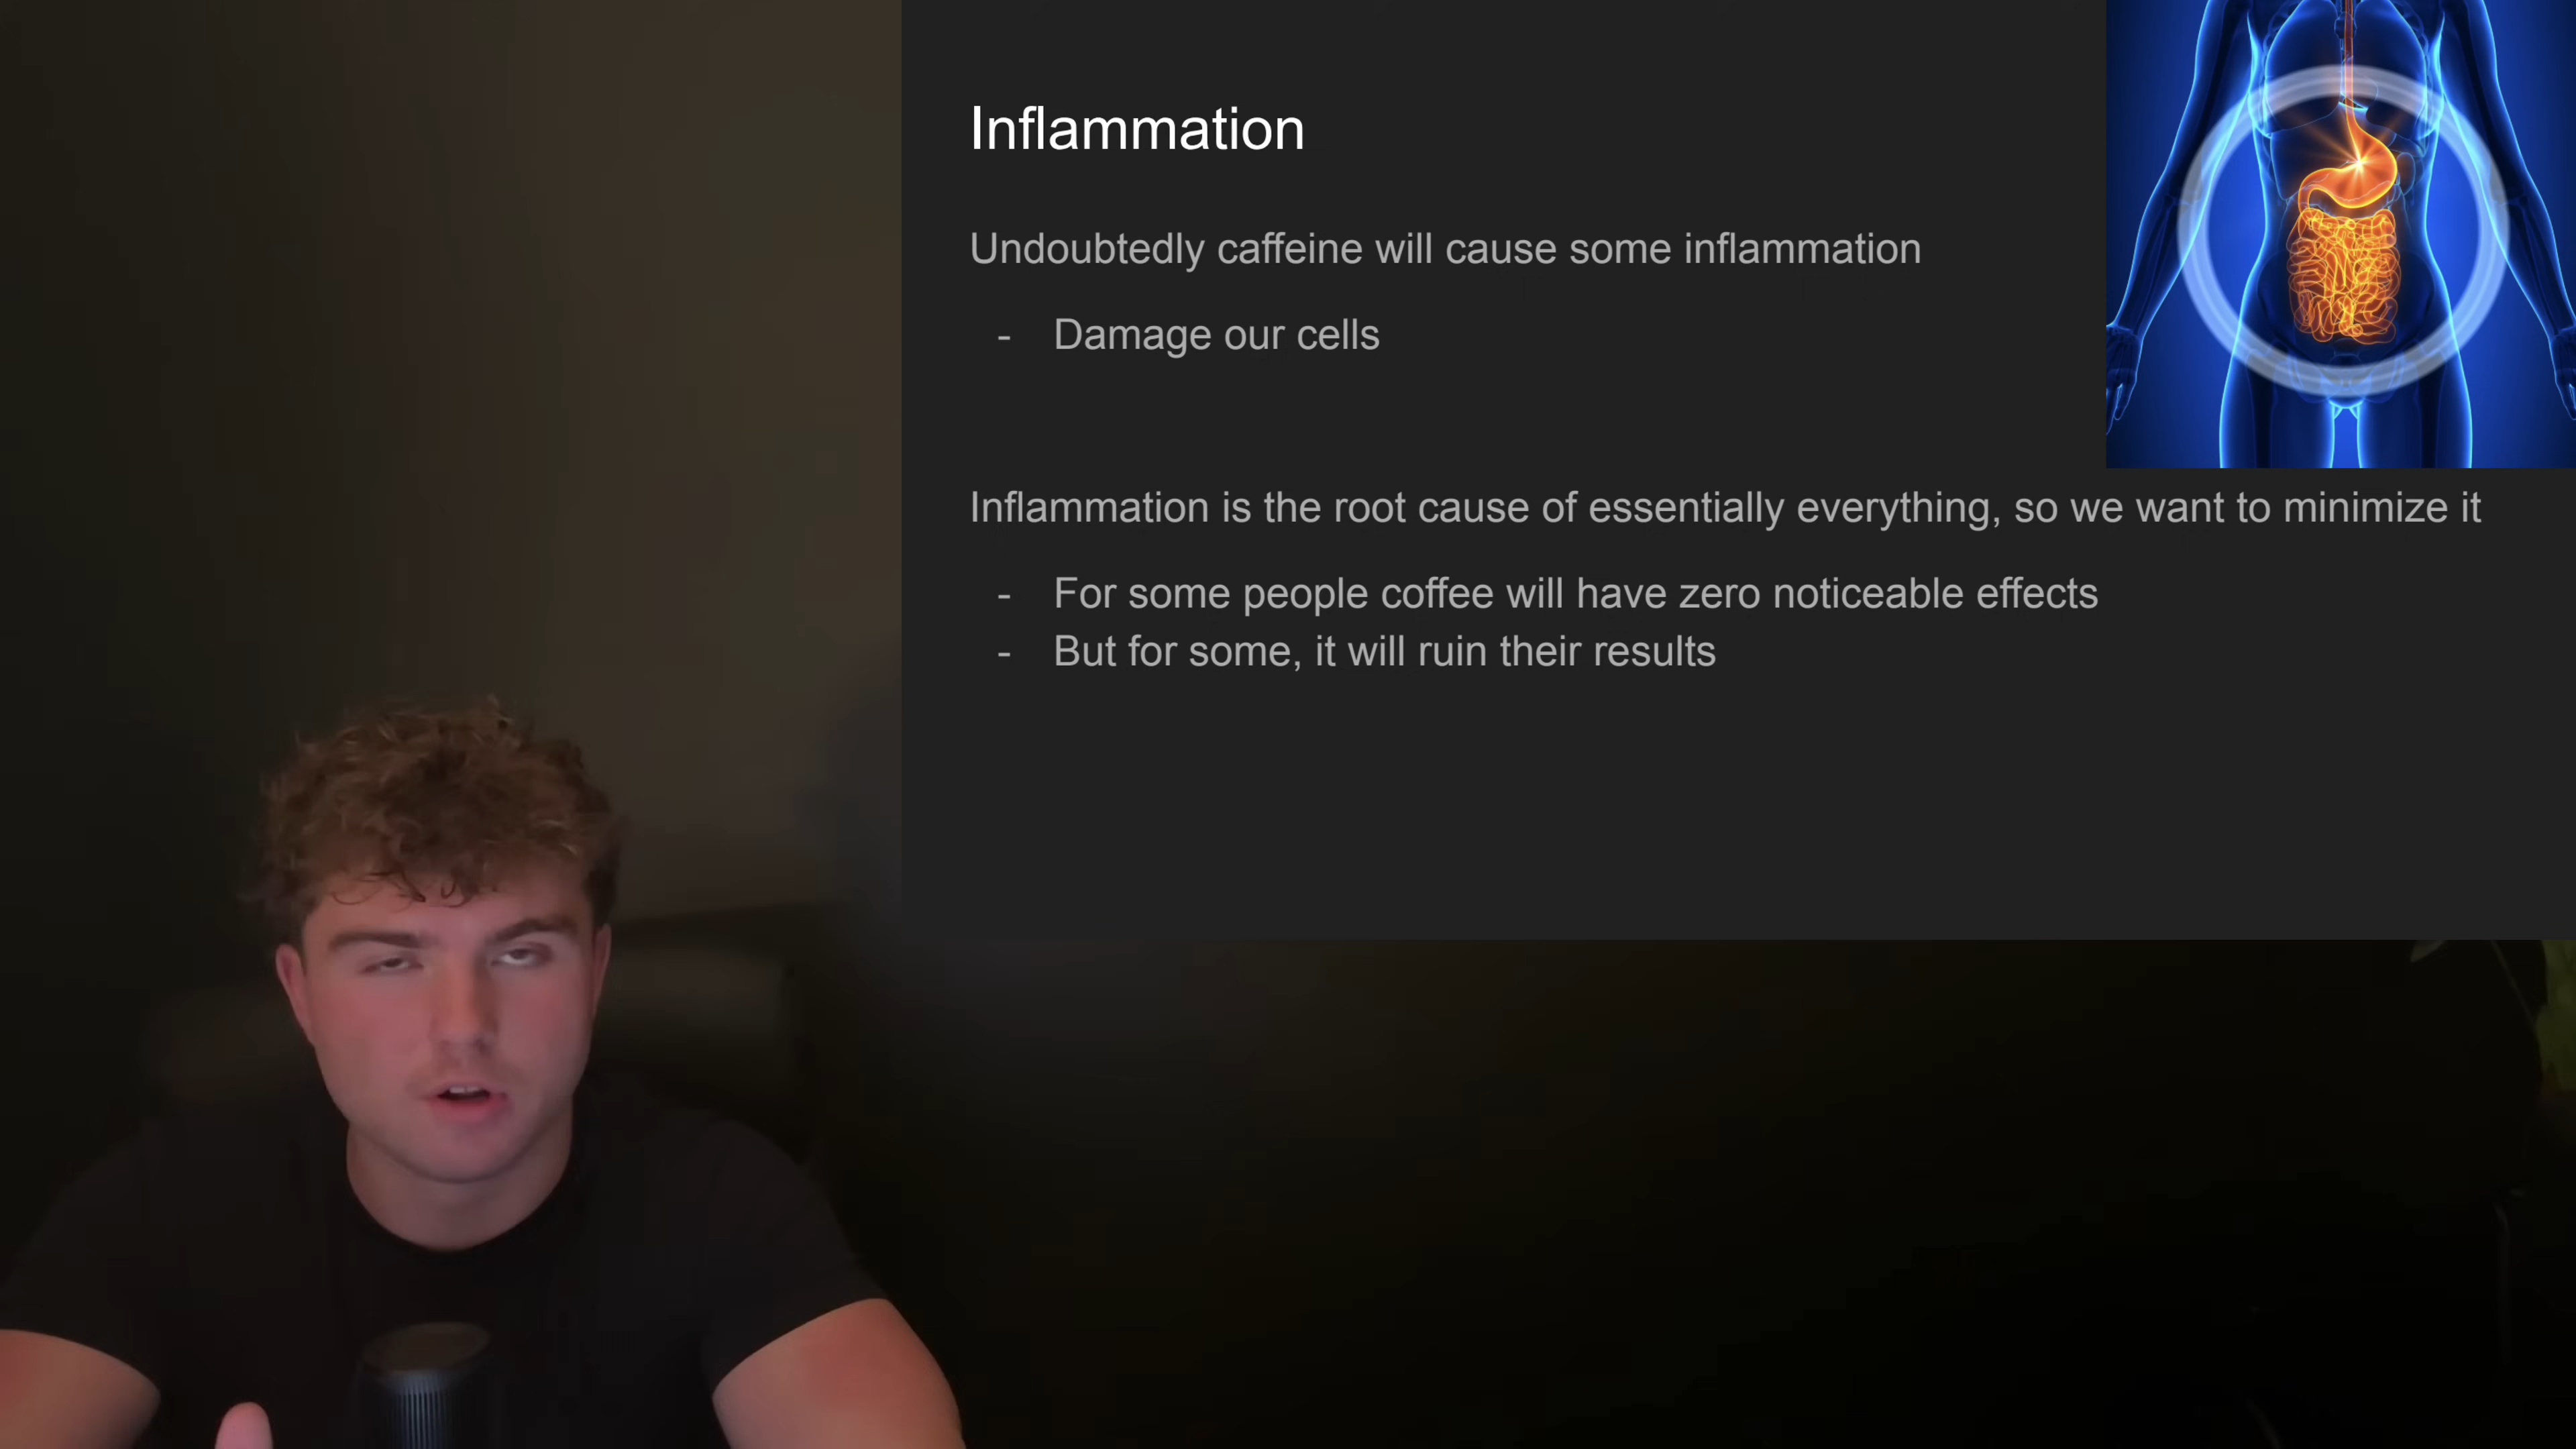 Inflammation
Undoubtedly caffeine will cause some inflammation
- Damage our cells
Inflammation is the root cause of essentially everything, so we want to minimize it
- For some people coffee will have zero noticeable effects
- But for some, it will ruin their results